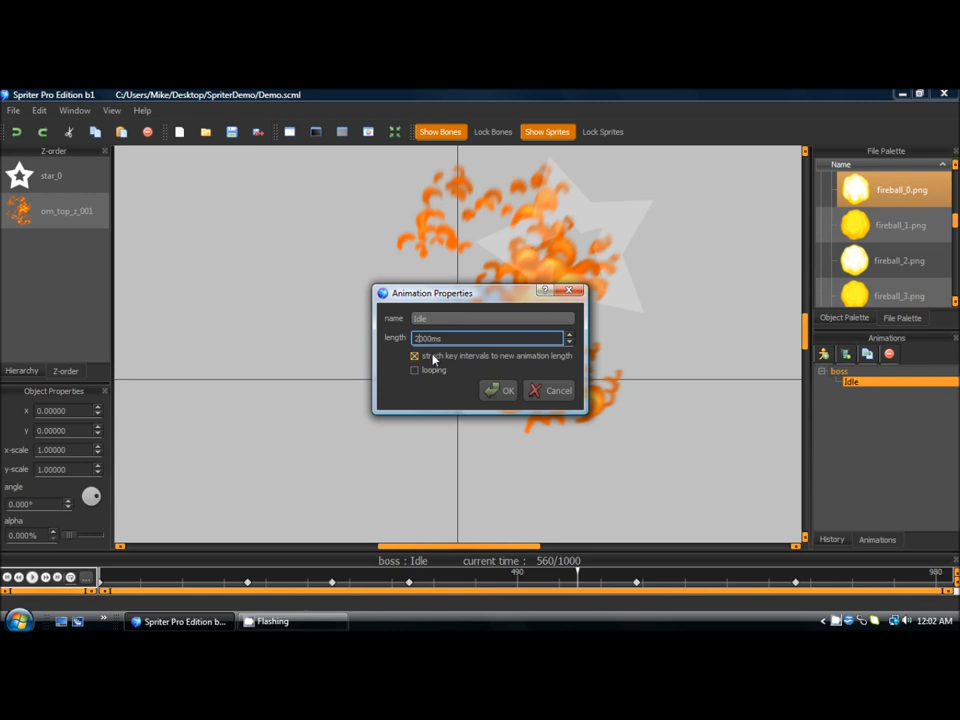 Spriter Pro Edition b1 C:/Users/Mike/Desktop/SpriterDemo/Demo.scml
File Edit Window View Help
Show Bones Lock Bones Show Sprites Lock Sprites
Z-order
star_0
om_top_z_001
Hierarchy Z-order
Object Properties
x 0.00000
y 0.00000
x-scale 1.00000
y-scale 1.00000
angle
0.000°
alpha
0.000%
Animation Properties
name Idle
length 2000ms
key intervals to new animation length
looping
OK Cancel
File Palette
Name
fireball_0.png
fireball_1.png
fireball_2.png
fireball_3.png
Object Palette File Palette
Animations
boss
Idle
History Animations
boss : Idle current time : 560/1000
490 980
Spriter Pro Edition b... Flashing 12:02 AM